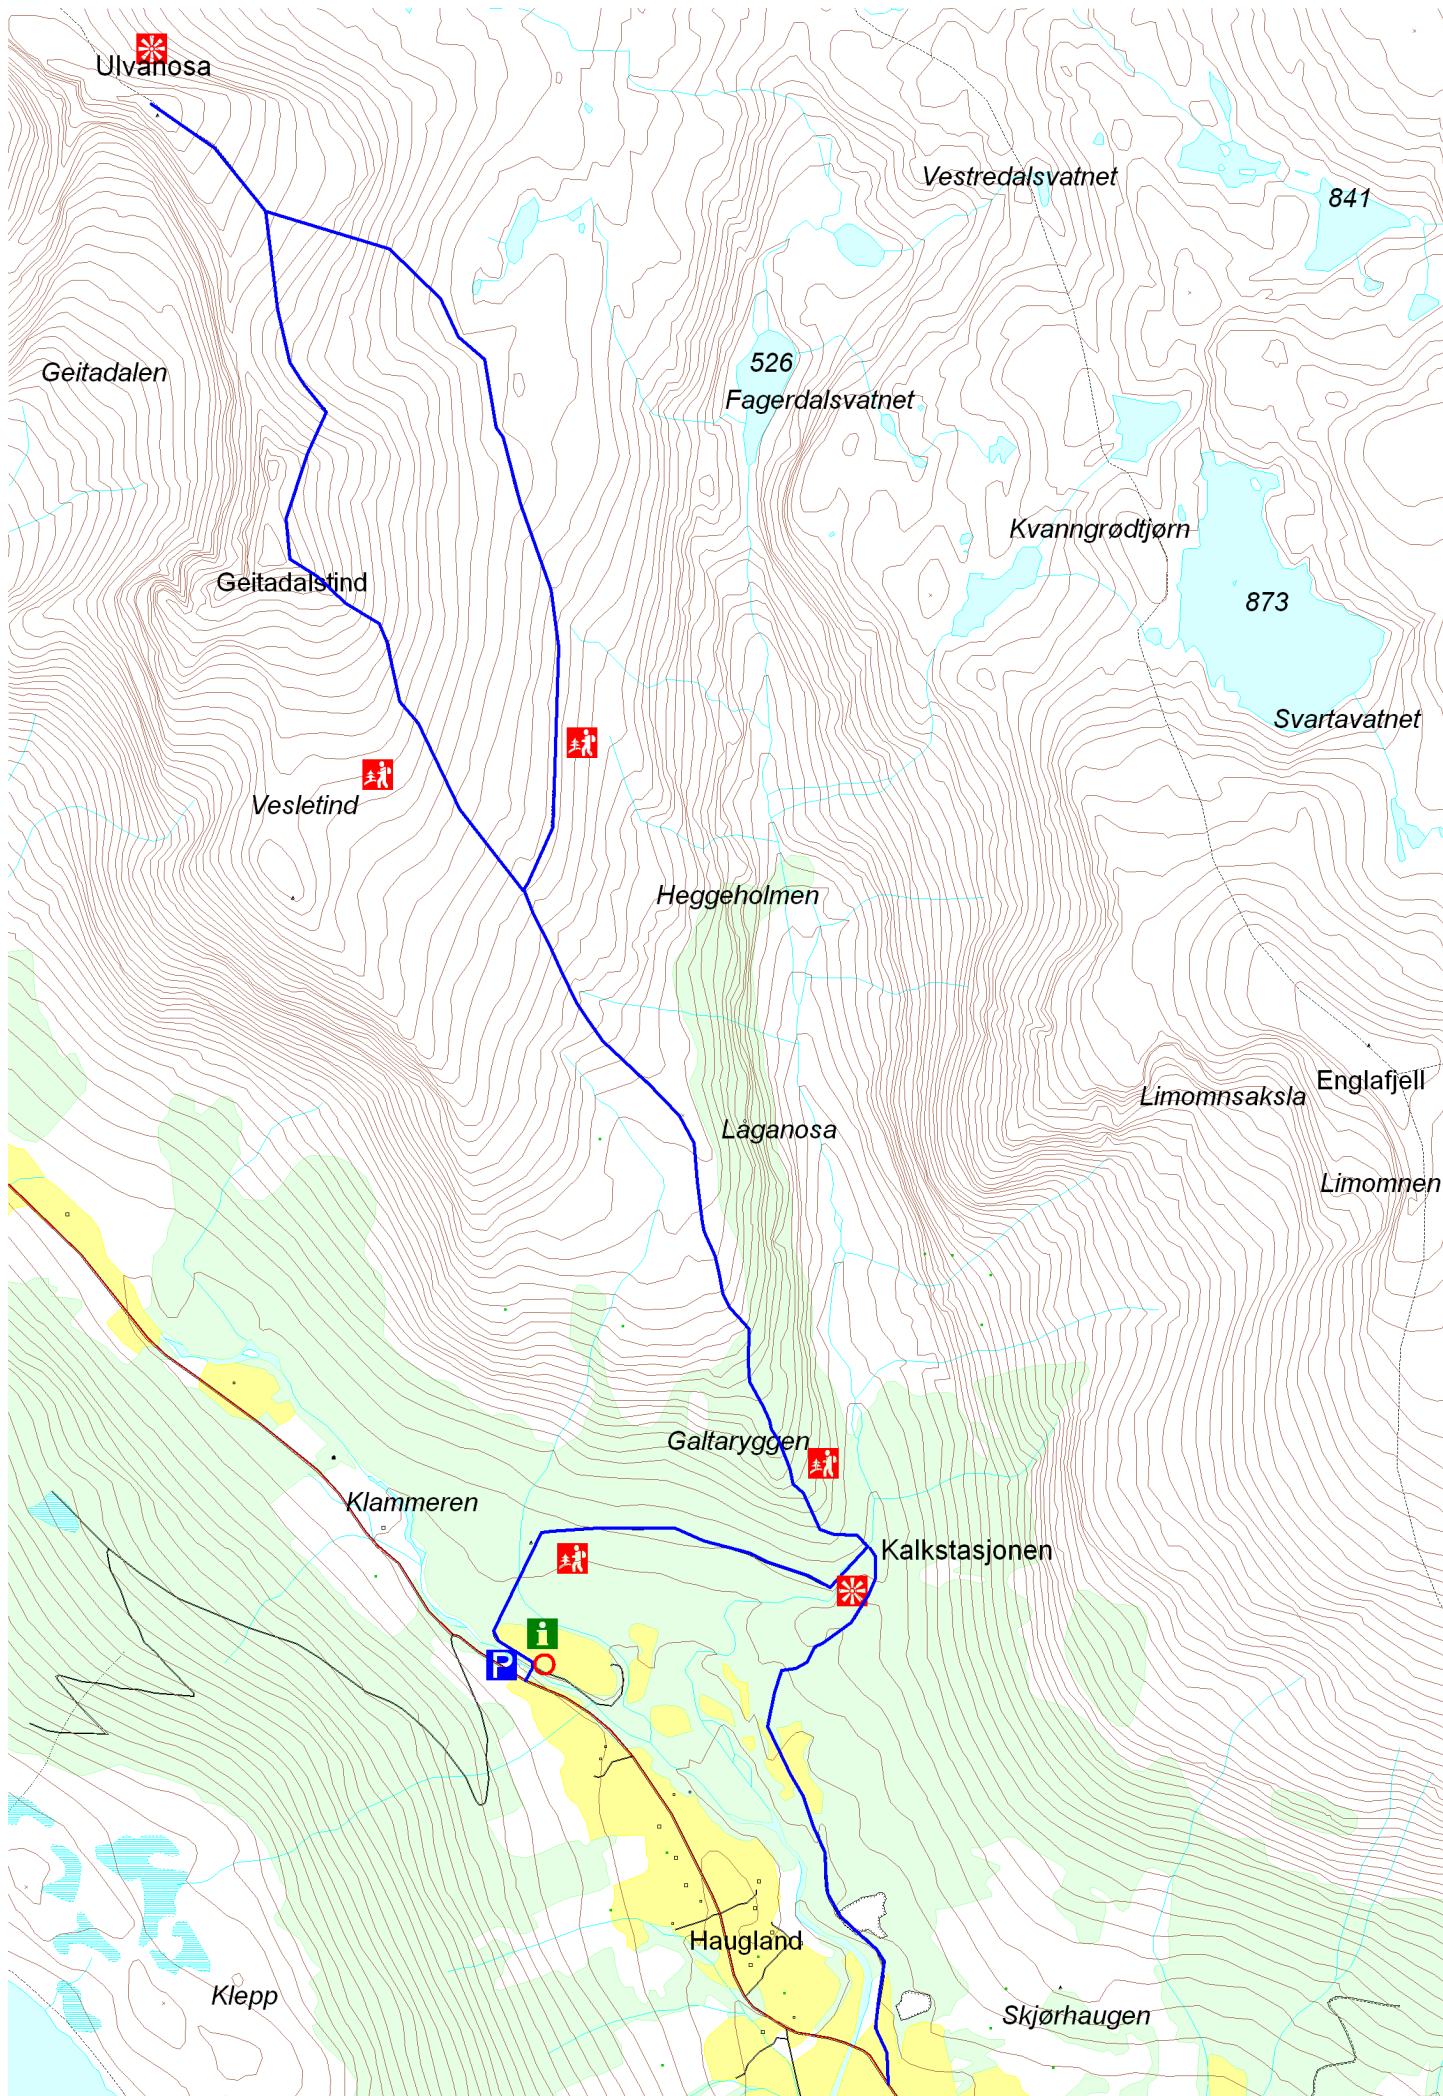 Ulvanosa
Vestredalsvatnet
841
526
Geitadalen
Fagerdalsvatnet
Kvanngrødtjørn
Geitadalstind
873
Svartavatnet
Vesletind
Heggeholmen
Englafjell
Limomnsaksla
Laganosa
Limomnen
Galtaryggen
Klammeren
Kalkstasjonen
i
P
Haugland
Klepp
Skjørhaugen